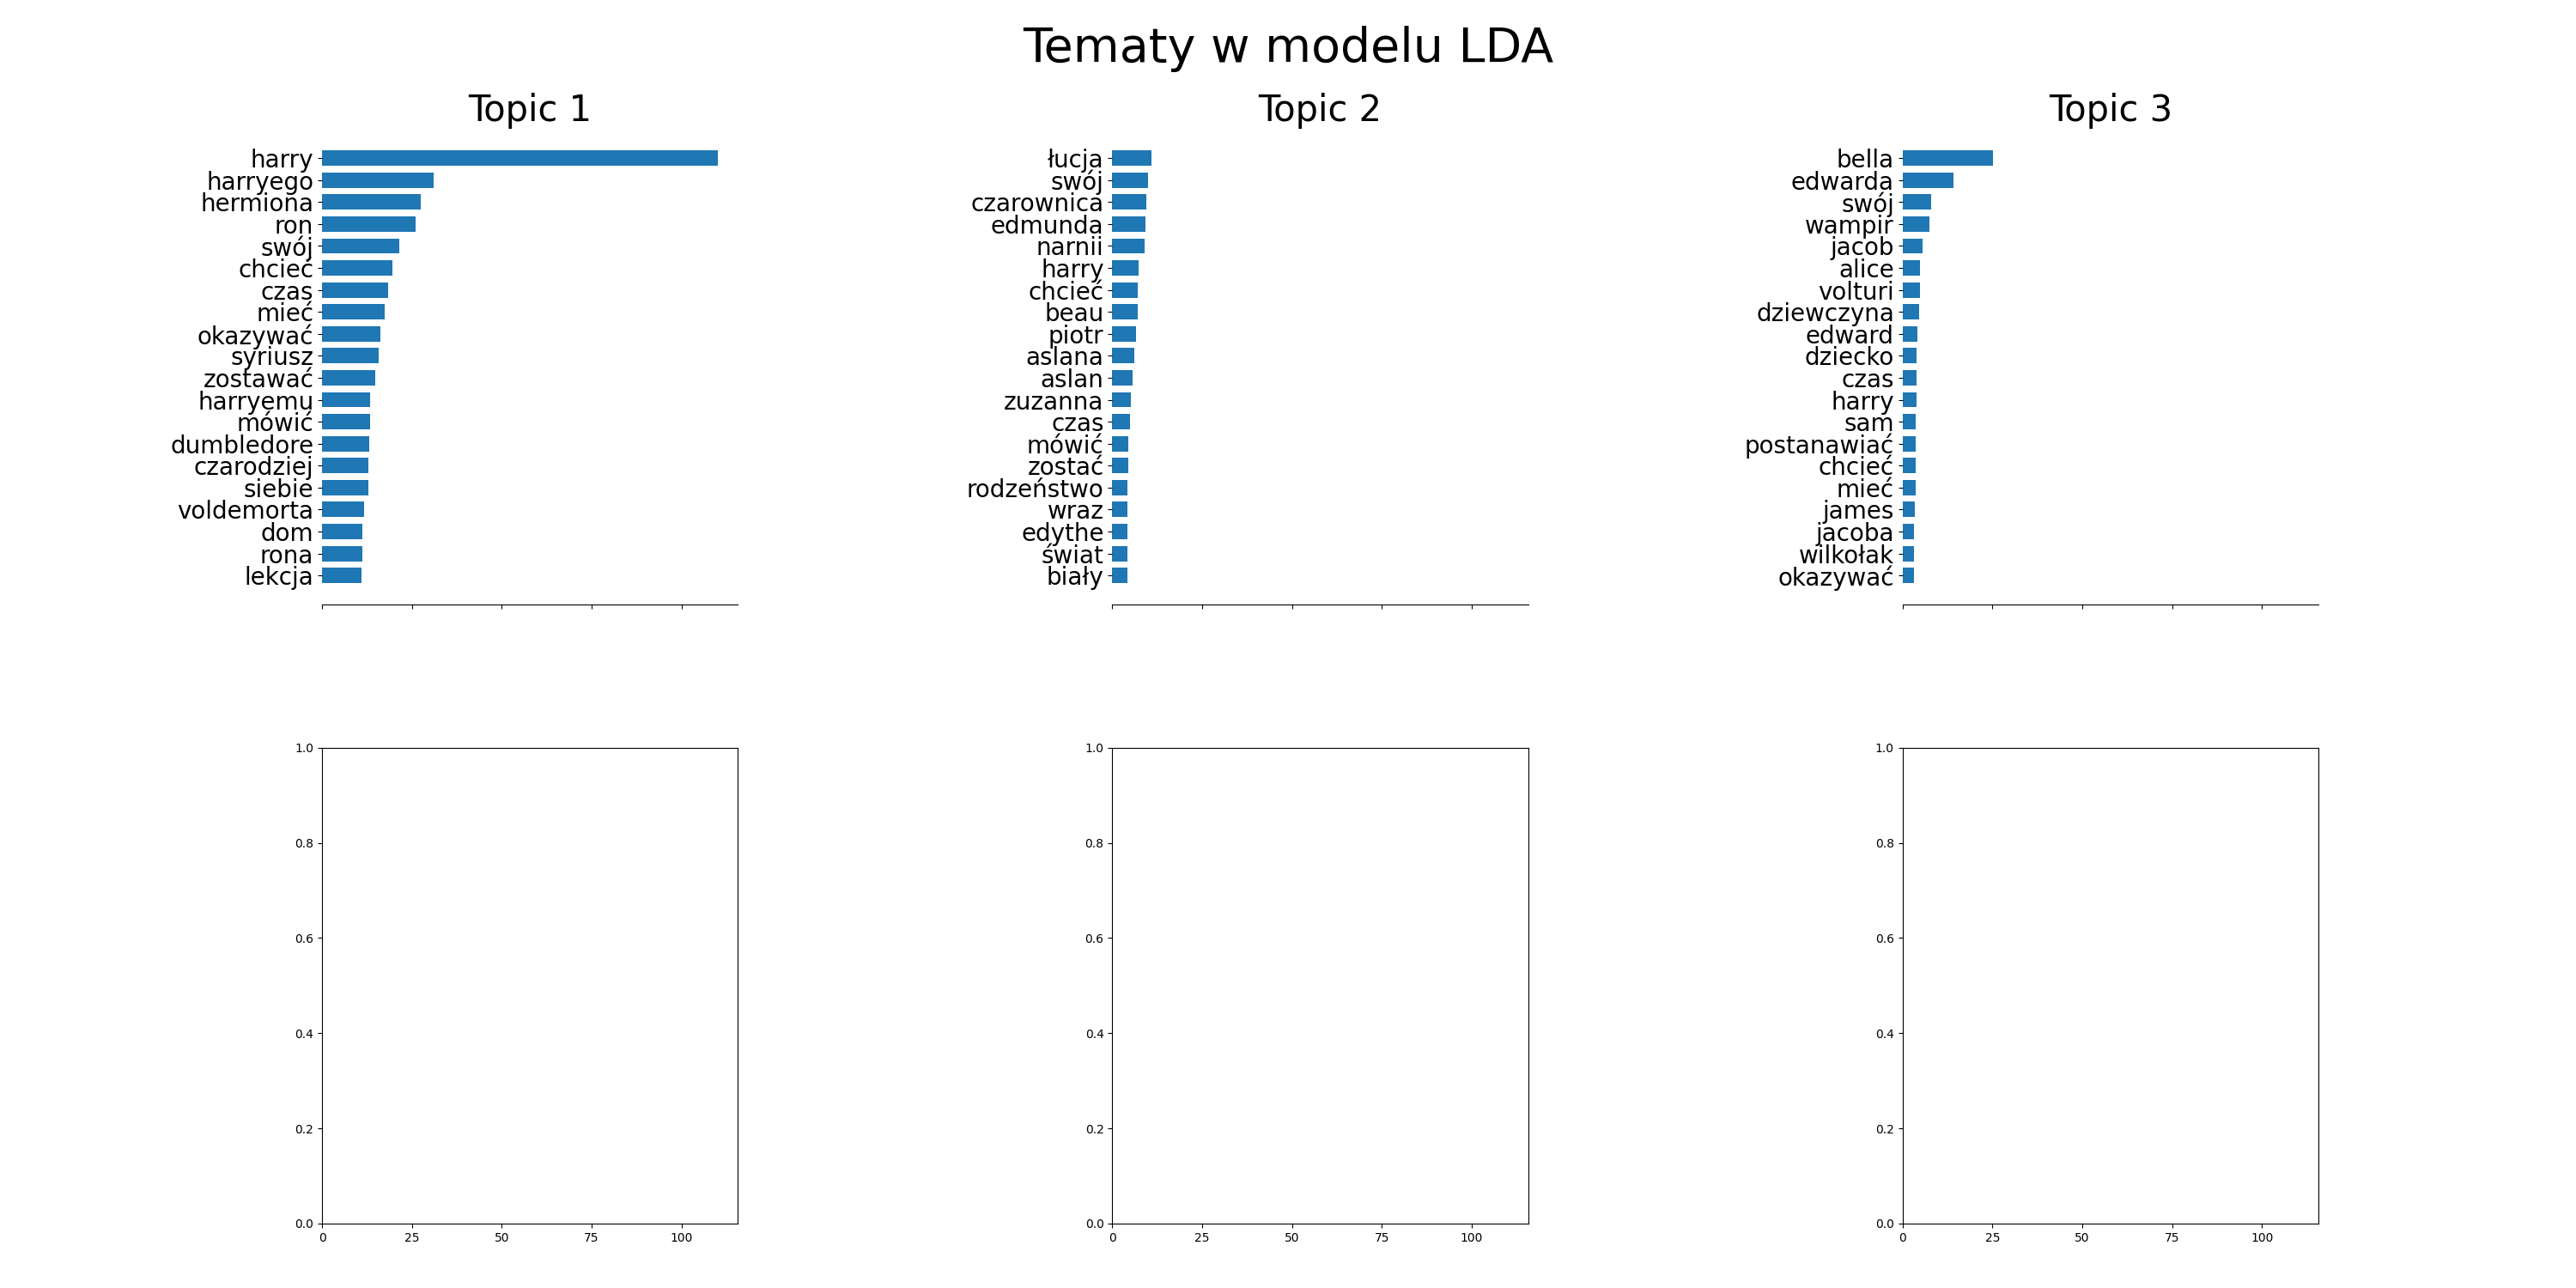 Tematy w modelu LDA
Topic 1
harry
harryego
hermiona
ron
swój
chcieć
czas
mieć
okazywać
syriusz
zostawać
harryemu
mówić
dumbledore
czarodziej
siebie
voldemorta
dom
rona
lekcja
Topic 2
łucja
swój
czarownica
edmunda
narnii
harry
chcieć
beau
piotr
aslana
aslan
zuzanna
czas
mówić
zostać
rodzeństwo
wraz
edythe
świat
biały
Topic 3
bella
edwarda
swój
wampir
jacob
alice
volturi
dziewczyna
edward
dziecko
czas
harry
sam
postanawiać
chcieć
mieć
james
jacoba
wilkołak
okazywać
1.0
0.8
0.6
0.4
0.2
0.0
0 25 50 75 100
1.0
0.8
0.6
0.4
0.2
0.0
0 25 50 75 100
1.0
0.8
0.6
0.4
0.2
0.0
0 25 50 75 100